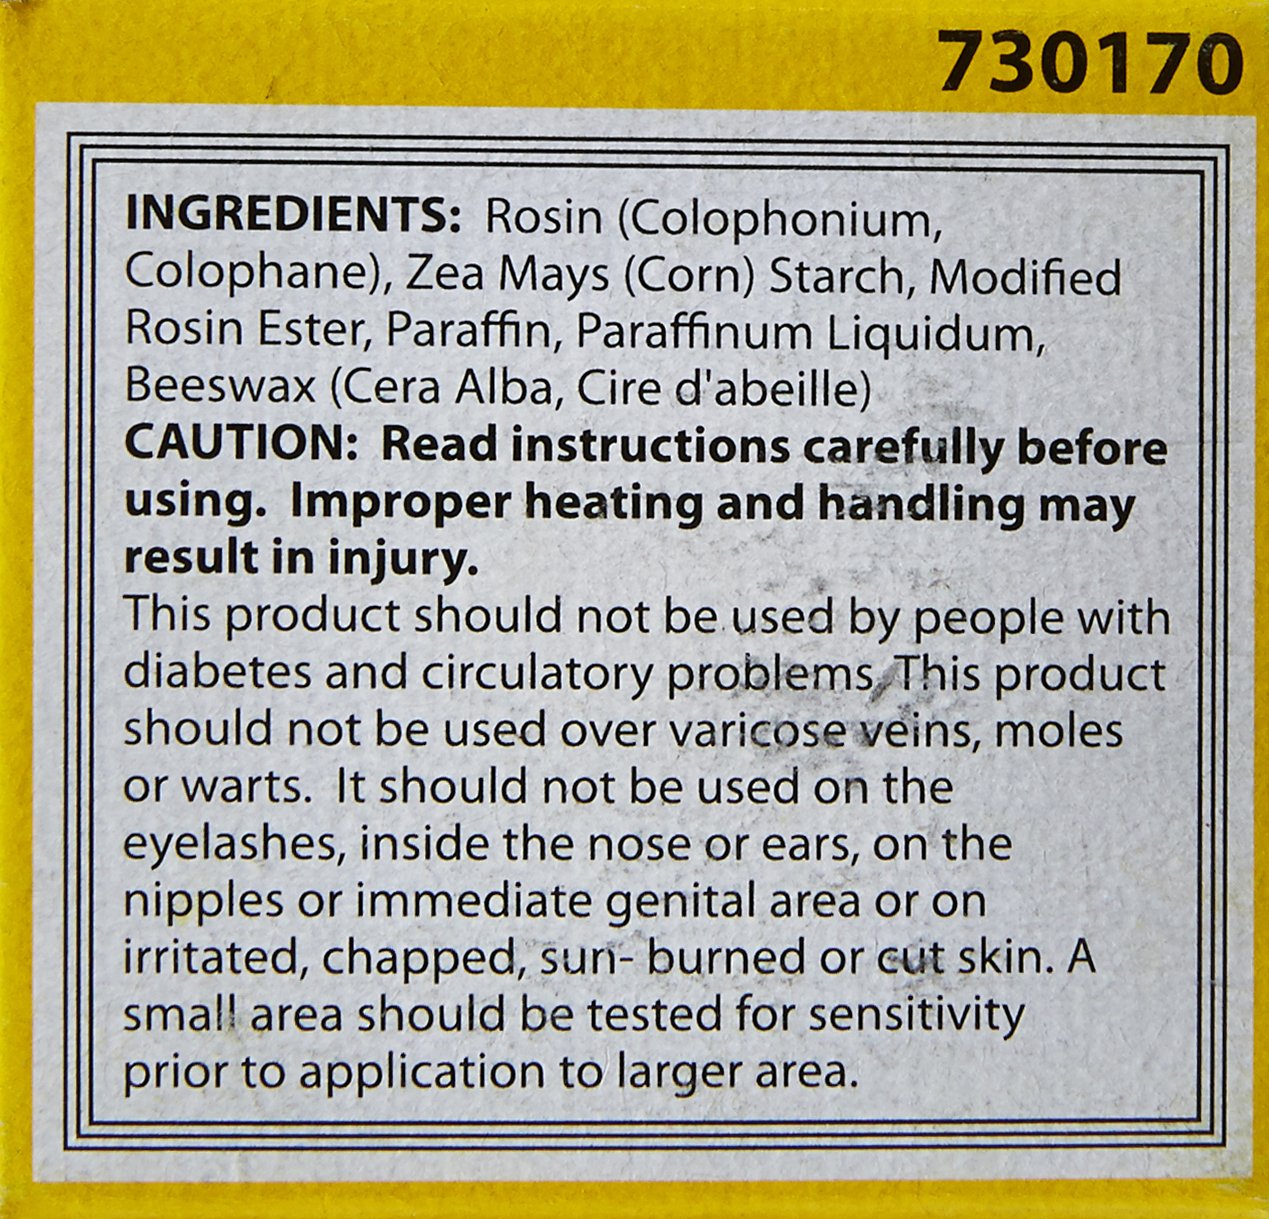 730170
INGREDIENTS: Rosin (Colophonium,
Colophane), Zea Mays (Corn) Starch, Modified
Rosin Ester, Paraffin, Paraffinum Liquidum,
Beeswax (Cera Alba, Cire d'abeille)
CAUTION: Read instructions carefully before
using. Improper heating and handling may
result in injury.
This product should not be used by people with
diabetes and circulatory problems. This product
should not be used over varicose veins, moles
or warts. It should not be used on the
eyelashes, inside the nose or ears, on the
nipples or immediate genital area or on
irritated, chapped, sun- burned or cut skin. A
small area should be tested for sensitivity
prior to application to larger area.